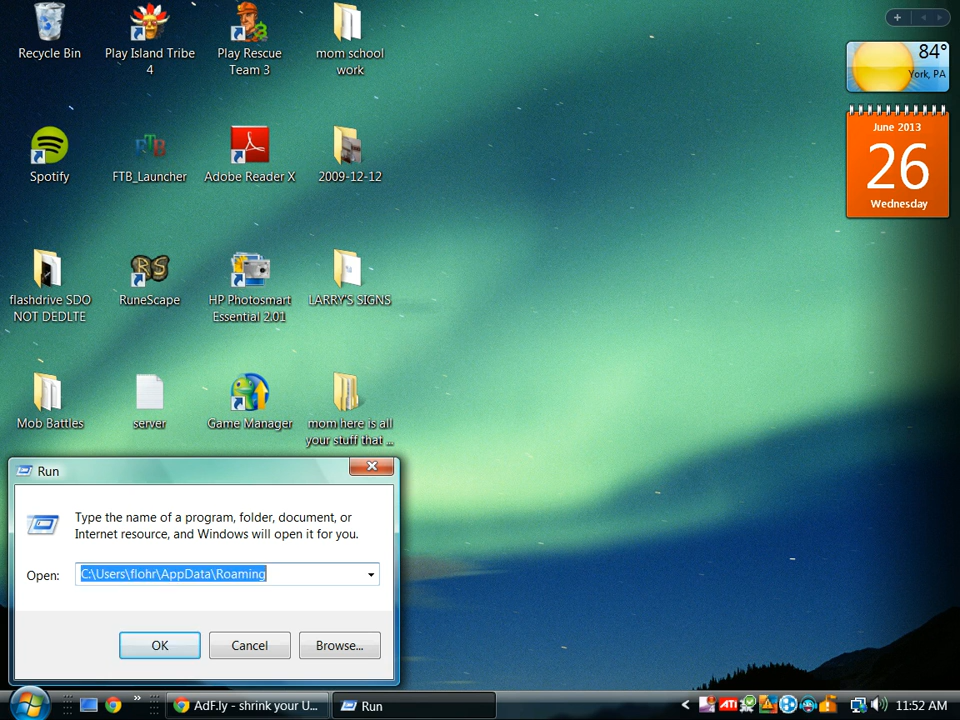 Recycle Bin
Play Island Tribe
4
Play Rescue
Team 3
mom school
work
Spotify
FTB
FTB_Launcher
Adobe Reader X
2009-12-12
flashdrive SDO
NOT DEDLTE
RS
RuneScape
HP Photosmart
Essential 2.01
LARRY'S SIGNS
Mob Battles
server
Game Manager
mom here is all
your stuff that ...
84°
York, PA
June 2013
26
Wednesday
Run
Type the name of a program, folder, document, or
Internet resource, and Windows will open it for you.
Open:
C:\Users\flohr\AppData\Roaming
OK
Cancel
Browse...
AdF.ly - shrink your U...
Run
ATI
11:52 AM